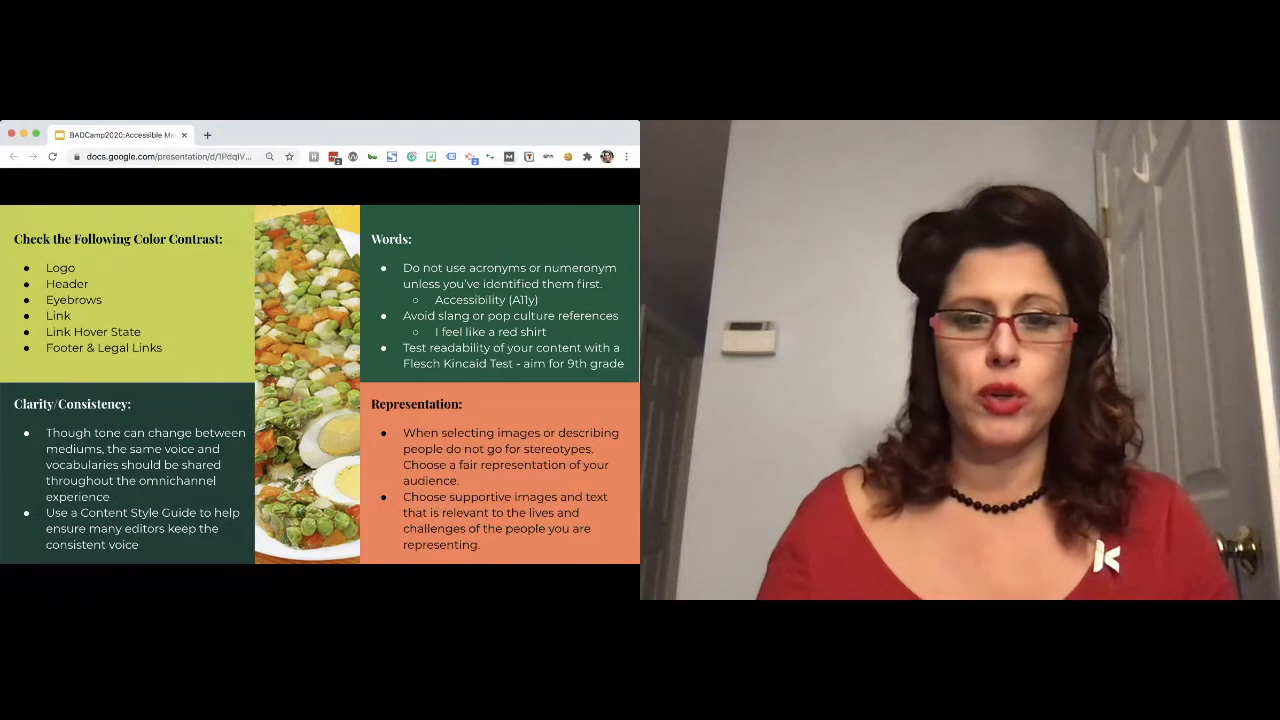 BADCamp2020:Accessible Ma
docs.google.com/presentation/d/1PdqIV...
Check the Following Color Contrast:
● Logo
● Header
● Eyebrows
● Link
● Link Hover State
● Footer & Legal Links
Words:
● Do not use acronyms or numeronym
unless you've identified them first.
○ Accessibility (A11y)
● Avoid slang or pop culture references
○ I feel like a red shirt
● Test readability of your content with a
Flesch Kincaid Test - aim for 9th grade
Clarity/Consistency:
● Though tone can change between
mediums, the same voice and
vocabularies should be shared
throughout the omnichannel
experience
● Use a Content Style Guide to help
ensure many editors keep the
consistent voice
Representation:
● When selecting images or describing
people do not go for stereotypes.
Choose a fair representation of your
audience.
● Choose supportive images and text
that is relevant to the lives and
challenges of the people you are
representing.